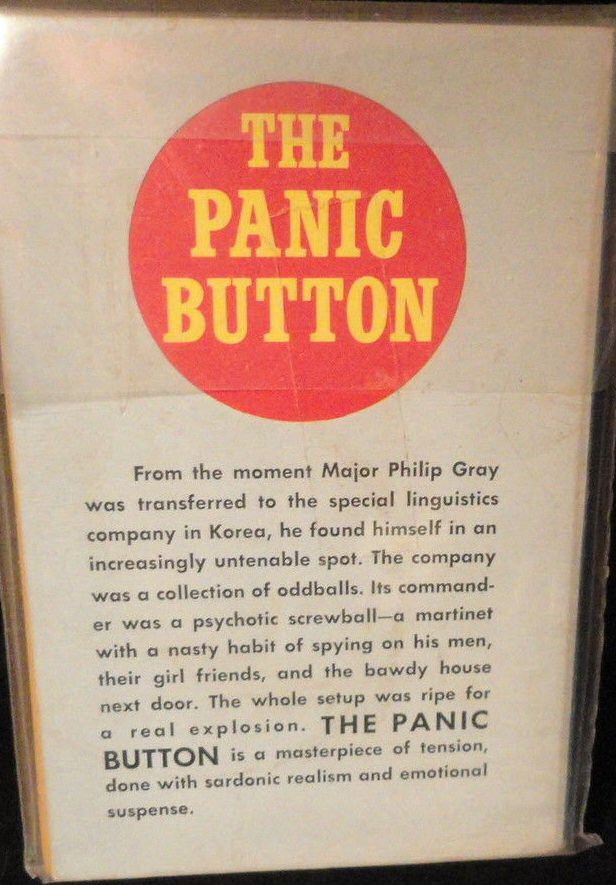 THE
PANIC
BUTTON
From the moment Major Philip Gray
was transferred to the special linguistics
company in Korea, he found himself in an
increasingly untenable spot. The company
was a collection of oddballs. Its command-
er was a psychotic screwball—a martinet
with a nasty habit of spying on his men,
their girl friends, and the bawdy house
next door. The whole setup was ripe for
a real explosion. THE PANIC
BUTTON is a masterpiece of tension,
done with sardonic realism and emotional
suspense.